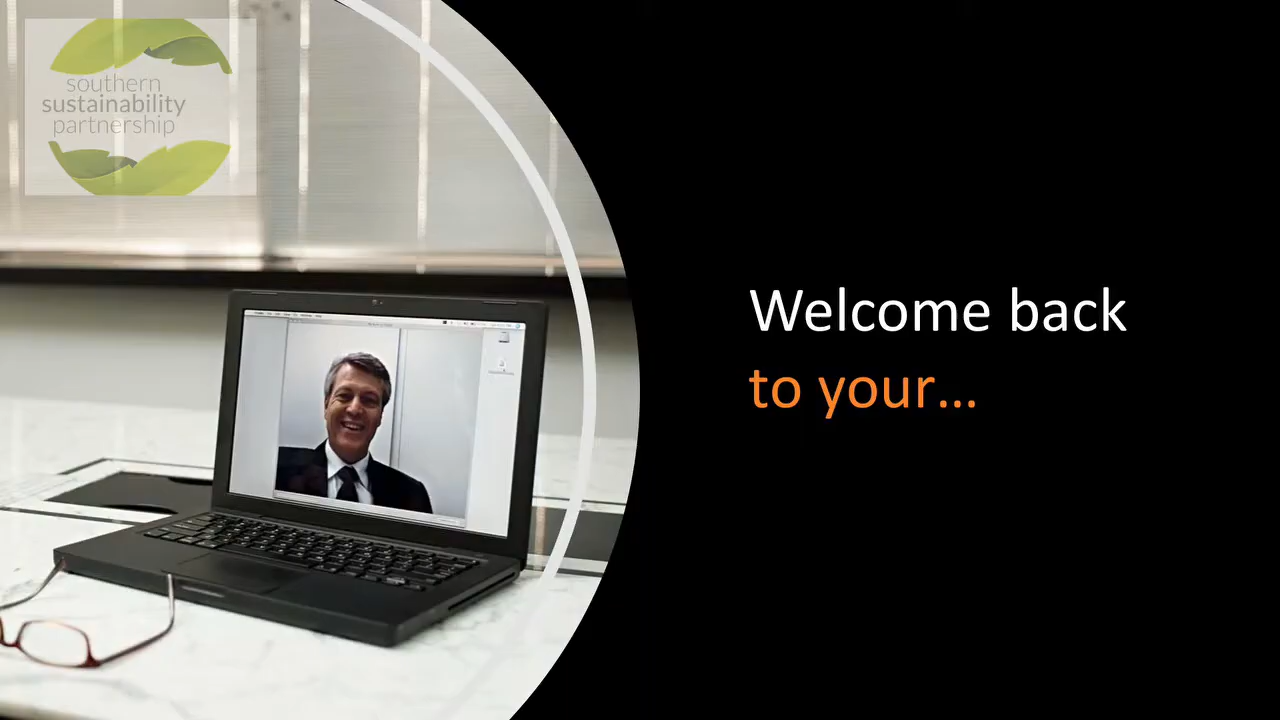 southern
sustainability
partnership
Welcome back
to your...